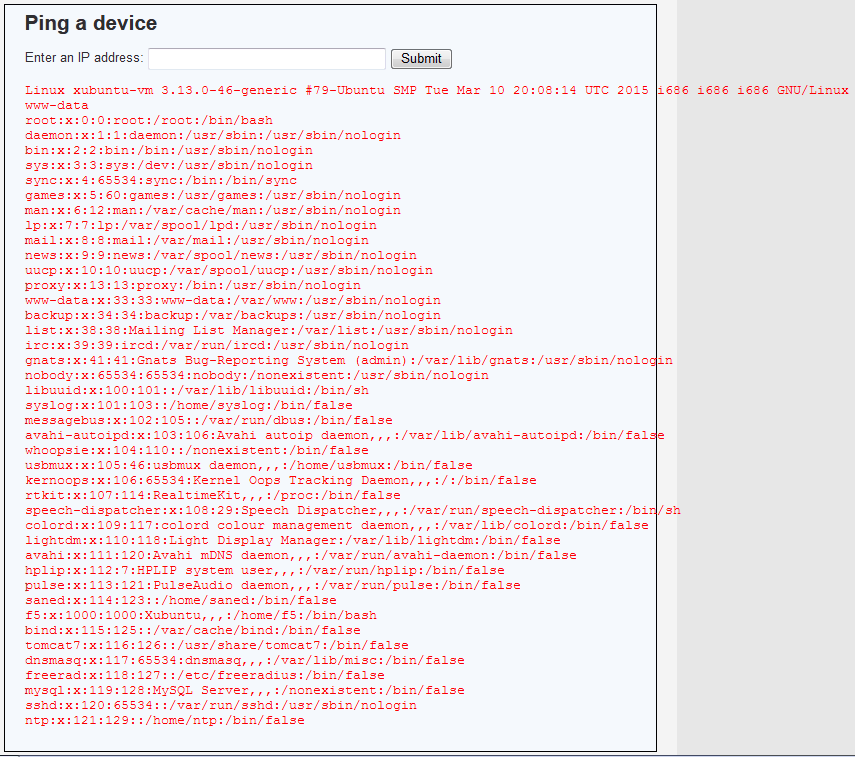 Ping a device
Enter an IP address: Submit
Linux xubuntu-vm 3.13.0-46-generic #79-Ubuntu SMP Tue Mar 10 20:08:14 UTC 2015 i686 i686 i686 GNU/Linux
www-data
root:x:0:0:root:/root:/bin/bash
daemon:x:1:1:daemon:/usr/sbin:/usr/sbin/nologin
bin:x:2:2:bin:/bin:/usr/sbin/nologin
sys:x:3:3:sys:/dev:/usr/sbin/nologin
sync:x:4:65534:sync:/bin:/bin/sync
games:x:5:60:games:/usr/games:/usr/sbin/nologin
man:x:6:12:man:/var/cache/man:/usr/sbin/nologin
lp:x:7:7:lp:/var/spool/lpd:/usr/sbin/nologin
mail:x:8:8:mail:/var/mail:/usr/sbin/nologin
news:x:9:9:news:/var/spool/news:/usr/sbin/nologin
uucp:x:10:10:uucp:/var/spool/uucp:/usr/sbin/nologin
proxy:x:13:13:proxy:/bin:/usr/sbin/nologin
www-data:x:33:33:www-data:/var/www:/usr/sbin/nologin
backup:x:34:34:backup:/var/backups:/usr/sbin/nologin
list:x:38:38:Mailing List Manager:/var/list:/usr/sbin/nologin
irc:x:39:39:ircd:/var/run/ircd:/usr/sbin/nologin
gnats:x:41:41:Gnats Bug-Reporting System (admin):/var/lib/gnats:/usr/sbin/nologin
nobody:x:65534:65534:nobody:/nonexistent:/usr/sbin/nologin
libuuid:x:100:101::/var/lib/libuuid:/bin/sh
syslog:x:101:103::/home/syslog:/bin/false
messagebus:x:102:105::/var/run/dbus:/bin/false
avahi-autoipd:x:103:106:Avahi autoip daemon,,,:/var/lib/avahi-autoipd:/bin/false
whoopsie:x:104:110::/nonexistent:/bin/false
usbmux:x:105:46:usbmux daemon,,,:/home/usbmux:/bin/false
kernoops:x:106:65534:Kernel Oops Tracking Daemon,,,:/:/bin/false
rtkit:x:107:114:RealtimeKit,,,:/proc:/bin/false
speech-dispatcher:x:108:29:Speech Dispatcher,,,:/var/run/speech-dispatcher:/bin/sh
colord:x:109:117:colord colour management daemon,,,:/var/lib/colord:/bin/false
lightdm:x:110:118:Light Display Manager:/var/lib/lightdm:/bin/false
avahi:x:111:120:Avahi mDNS daemon,,,:/var/run/avahi-daemon:/bin/false
hplip:x:112:7:HPLIP system user,,,:/var/run/hplip:/bin/false
pulse:x:113:121:PulseAudio daemon,,,:/var/run/pulse:/bin/false
saned:x:114:123::/home/saned:/bin/false
f5:x:1000:1000:Xubuntu,,,:/home/f5:/bin/bash
bind:x:115:125::/var/cache/bind:/bin/false
tomcat7:x:116:126::/usr/share/tomcat7:/bin/false
dnsmasq:x:117:65534:dnsmasq,,,:/var/lib/misc:/bin/false
freerad:x:118:127::/etc/freeradius:/bin/false
mysql:x:119:128:MySQL Server,,,:/nonexistent:/bin/false
sshd:x:120:65534::/var/run/sshd:/usr/sbin/nologin
ntp:x:121:129::/home/ntp:/bin/false